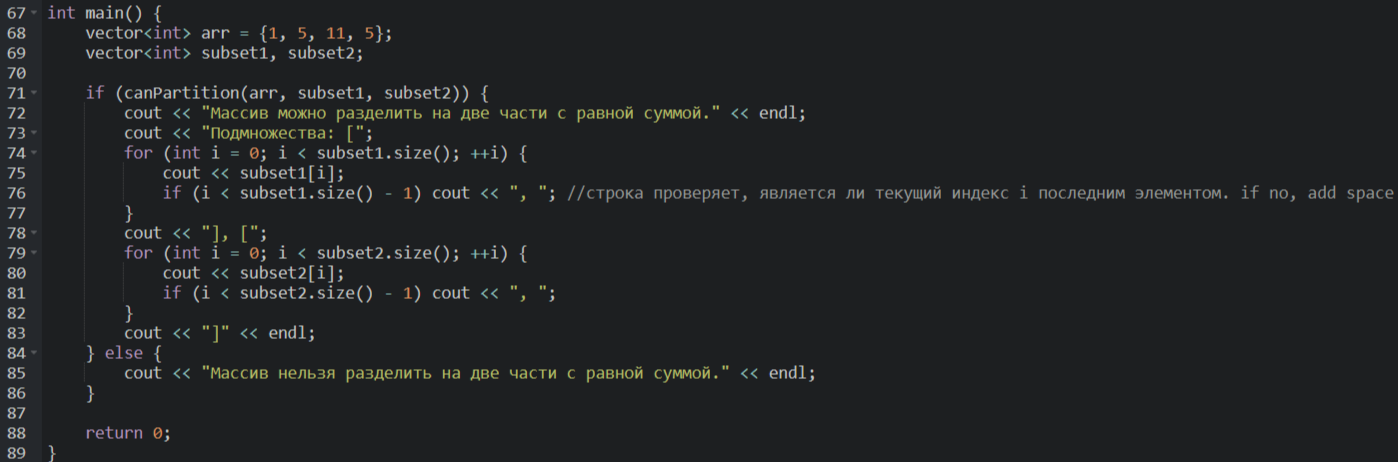 67 int main() {
68     vector<int> arr = {1, 5, 11, 5};
69     vector<int> subset1, subset2;
70
71     if (canPartition(arr, subset1, subset2)) {
72         cout << "Массив можно разделить на две части с равной суммой." << endl;
73         cout << "Подмножества: [";
74         for (int i = 0; i < subset1.size(); ++i) {
75             cout << subset1[i];
76             if (i < subset1.size() - 1) cout << ", "; //строка проверяет, является ли текущий индекс i последним элементом. if no, add space
77         }
78         cout << "], [";
79         for (int i = 0; i < subset2.size(); ++i) {
80             cout << subset2[i];
81             if (i < subset2.size() - 1) cout << ", ";
82         }
83         cout << "]" << endl;
84     } else {
85         cout << "Массив нельзя разделить на две части с равной суммой." << endl;
86     }
87
88     return 0;
89 }